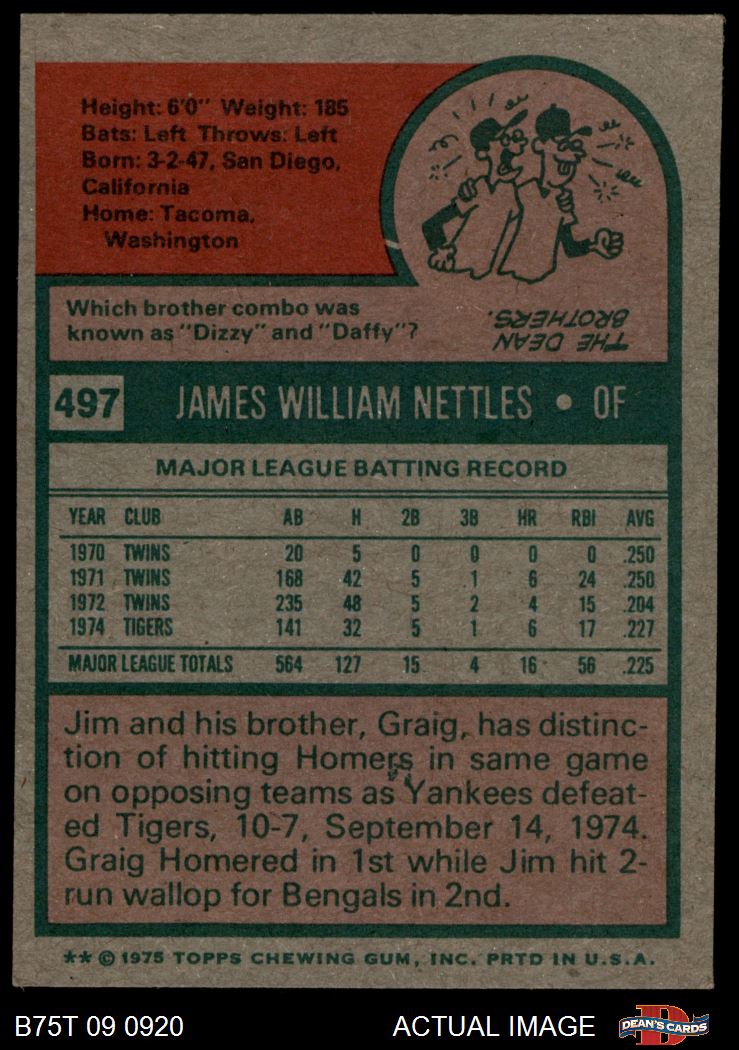 Height: 6'0" Weight: 185
Bats: Left Throws: Left
Born: 3-2-47, San Diego,
California
Home: Tacoma,
Washington
Which brother combo was
known as "Dizzy" and "Daffy"?
THE DEAN
BROTHERS.
497 JAMES WILLIAM NETTLES • OF
MAJOR LEAGUE BATTING RECORD
YEAR CLUB AB H 2B 3B HR RBI AVG
1970 TWINS 20 5 0 0 0 0 .250
1971 TWINS 168 42 5 1 6 24 .250
1972 TWINS 235 48 5 2 4 15 .204
1974 TIGERS 141 32 5 1 6 17 .227
MAJOR LEAGUE TOTALS 564 127 15 4 16 56 .225
Jim and his brother, Graig, has distinc-
tion of hitting Homers in same game
on opposing teams as Yankees defeat-
ed Tigers, 10-7, September 14, 1974.
Graig Homered in 1st while Jim hit 2-
run wallop for Bengals in 2nd.
** © 1975 TOPPS CHEWING GUM, INC. PRTD IN U.S.A.
B75T 09 0920 ACTUAL IMAGE D DEAN'S CARDS